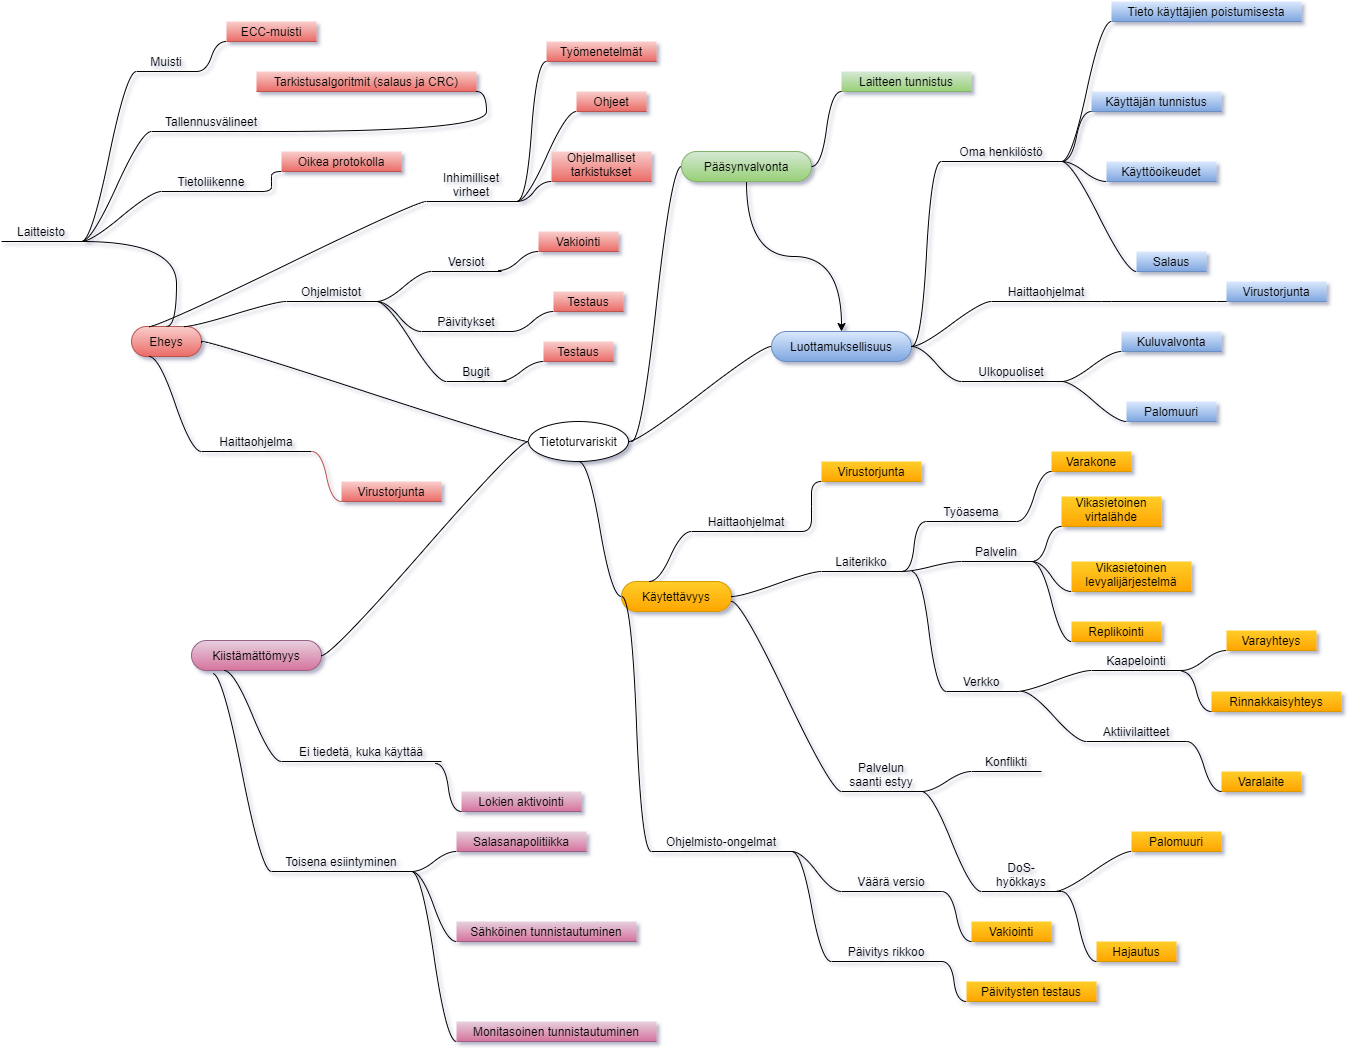 Tieto käyttäjien poistumisesta
ECC-muisti
Työmenetelmät
Muisti
Tarkistusalgoritmit (salaus ja CRC)
Laitteen tunnistus
Ohjeet
Käyttäjän tunnistus
Tallennusvälineet
Oma henkilöstö
Oikea protokolla
Ohjelmalliset
tarkistukset
Pääsynvalvonta
Käyttöoikeudet
Tietoliikenne
Inhimilliset
virheet
Laitteisto
Vakiointi
Versiot
Salaus
Ohjelmistot
Haittaohjelmat
Virustorjunta
Testaus
Päivitykset
Eheys
Luottamuksellisuus
Kuluvalvonta
Testaus
Bugit
Ulkopuoliset
Palomuuri
Haittaohjelma
Tietoturvariskit
Varakone
Virustorjunta
Virustorjunta
Työasema
Vikasietoinen
virtalähde
Haittaohjelmat
Palvelin
Laiterikko
Vikasietoinen
levyalijärjestelmä
Käytettävyys
Replikointi
Varayhteys
Kiistämättömyys
Kaapelointi
Verkko
Rinnakkaisyhteys
Aktiivilaitteet
Ei tiedetä, kuka käyttää
Konflikti
Palvelun
saanti estyy
Varalaite
Lokien aktivointi
Salasanapolitiikka
Ohjelmisto-ongelmat
Palomuuri
Toisena esiintyminen
DoS-
hyökkays
Väärä versio
Sähköinen tunnistautuminen
Vakiointi
Päivitys rikkoo
Hajautus
Päivitysten testaus
Monitasoinen tunnistautuminen